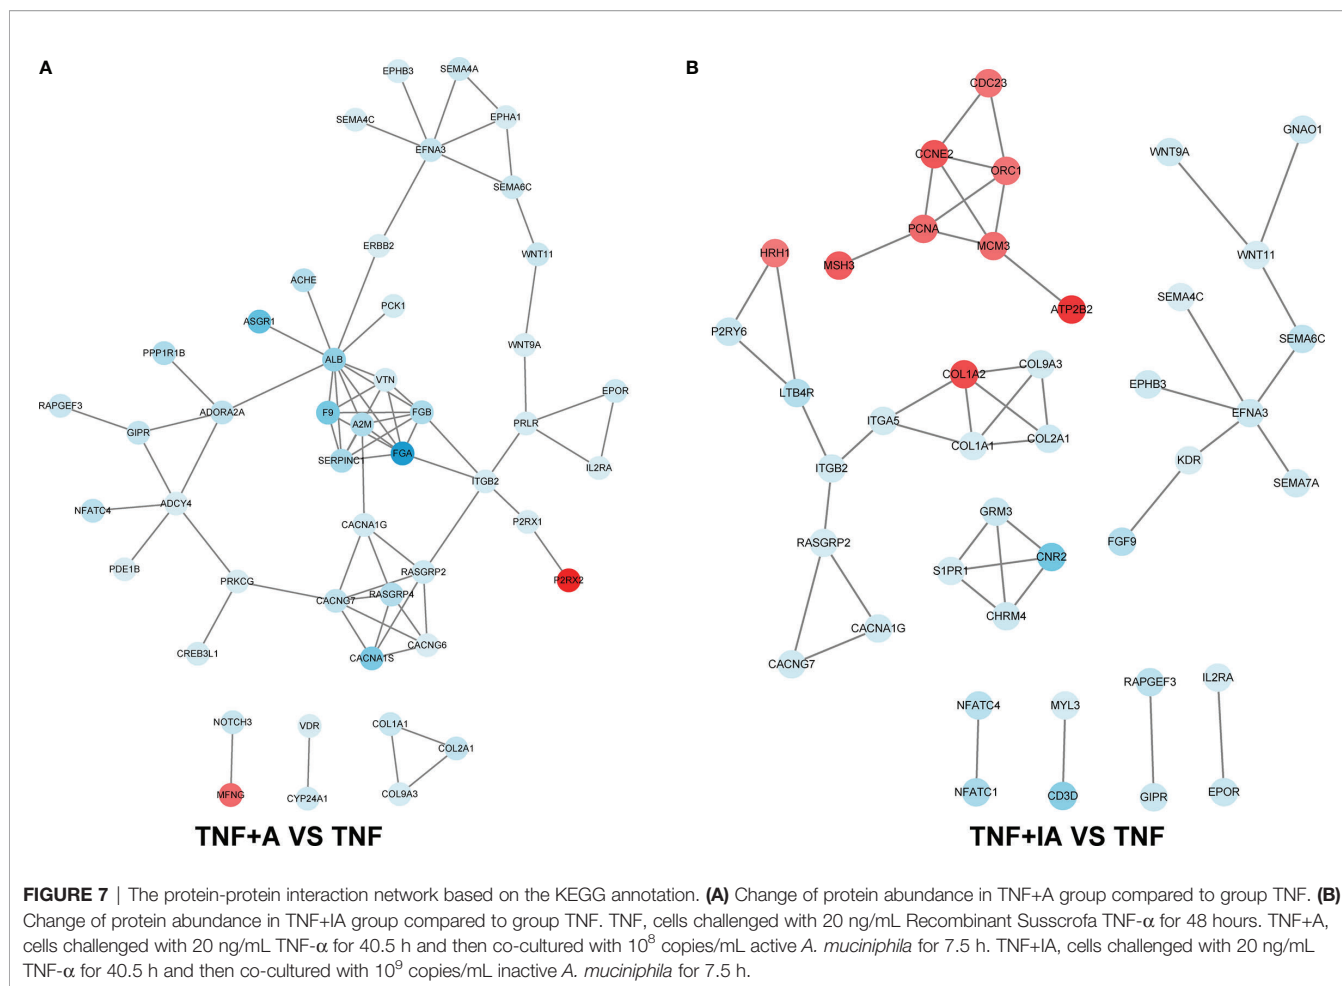 A
B
EPHB3
SEMA4A
SEMA4C
EPHA1
EFNA3
SEMA6C
ERBB2
WNT11
ACHE
PCK1
ASGR1
PPP1R1B
ALB
WNT9A
VTN
RAPGEF3
ADORA2A
F9
FGB
EPOR
GIPR
A2M
PRLR
SERPINC1
FGA
IL2RA
ITGB2
NFATC4
ADCY4
CACNA1G
P2RX1
PDE1B
PRKCG
RASGRP2
P2RX2
CACNG7
RASGRP4
CREB3L1
CACNG6
CACNA1S
NOTCH3
VDR
COL1A1
COL2A1
MFNG
CYP24A1
COL9A3
TNF+A VS TNF
CDC23
GNAO1
CCNE2
WNT9A
ORC1
PCNA
MCM3
HRH1
MSH3
WNT11
ATP2B2
SEMA4C
P2RY6
SEMA6C
COL1A2
COL9A3
LTB4R
EPHB3
EFNA3
ITGA5
COL1A1
COL2A1
ITGB2
KDR
SEMA7A
GRM3
RASGRP2
FGF9
CNR2
S1PR1
CHRM4
CACNA1G
CACNG7
RAPGEF3
IL2RA
NFATC4
MYL3
NFATC1
CD3D
GIPR
EPOR
TNF+IA VS TNF
FIGURE 7 | The protein-protein interaction network based on the KEGG annotation. (A) Change of protein abundance in TNF+A group compared to group TNF. (B)
Change of protein abundance in TNF+IA group compared to group TNF. TNF, cells challenged with 20 ng/mL Recombinant Susscrofa TNF-α for 48 hours. TNF+A,
cells challenged with 20 ng/mL TNF-α for 40.5 h and then co-cultured with 10⁸ copies/mL active A. muciniphila for 7.5 h. TNF+IA, cells challenged with 20 ng/mL
TNF-α for 40.5 h and then co-cultured with 10⁹ copies/mL inactive A. muciniphila for 7.5 h.